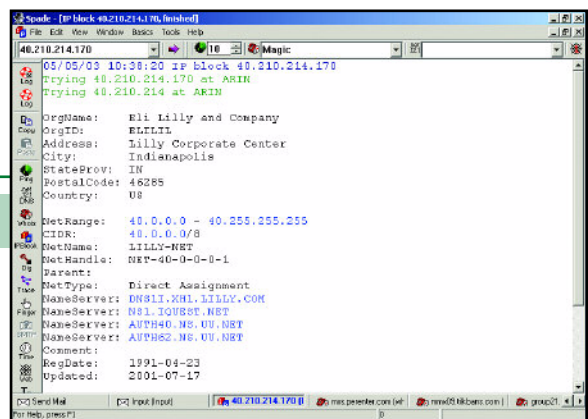 Spade - [IP block 40.210.214.170, finished]
File Edit View Window Basics Tools Help
40.210.214.170 10 Magic
05/05/03 10:38:20 IP block 40.210.214.170
Trying 40.210.214.170 at ARIN
Trying 40.210.214 at ARIN
OrgName: Eli Lilly and Company
OrgID: ELILIL
Address: Lilly Corporate Center
City: Indianapolis
StateProv: IN
PostalCode: 46285
Country: US
NetRange: 40.0.0.0 - 40.255.255.255
CIDR: 40.0.0.0/8
NetName: LILLY-NET
NetHandle: NET-40-0-0-0-1
Parent:
NetType: Direct Assignment
NameServer: DNS1I.XH1.LILLY.COM
NameServer: NS1.IQUEST.NET
NameServer: AUTH40.NS.UU.NET
NameServer: AUTH62.NS.UU.NET
Comment:
RegDate: 1991-04-23
Updated: 2001-07-17
Log
Log
Copy
Paste
Ping
DNS
Whois
IPBlock
Dig
Trace
Finger
SMTP
Time
Web
Send Mail Input (Input) 40.210.214.170 (I group21.
For Help, press F1